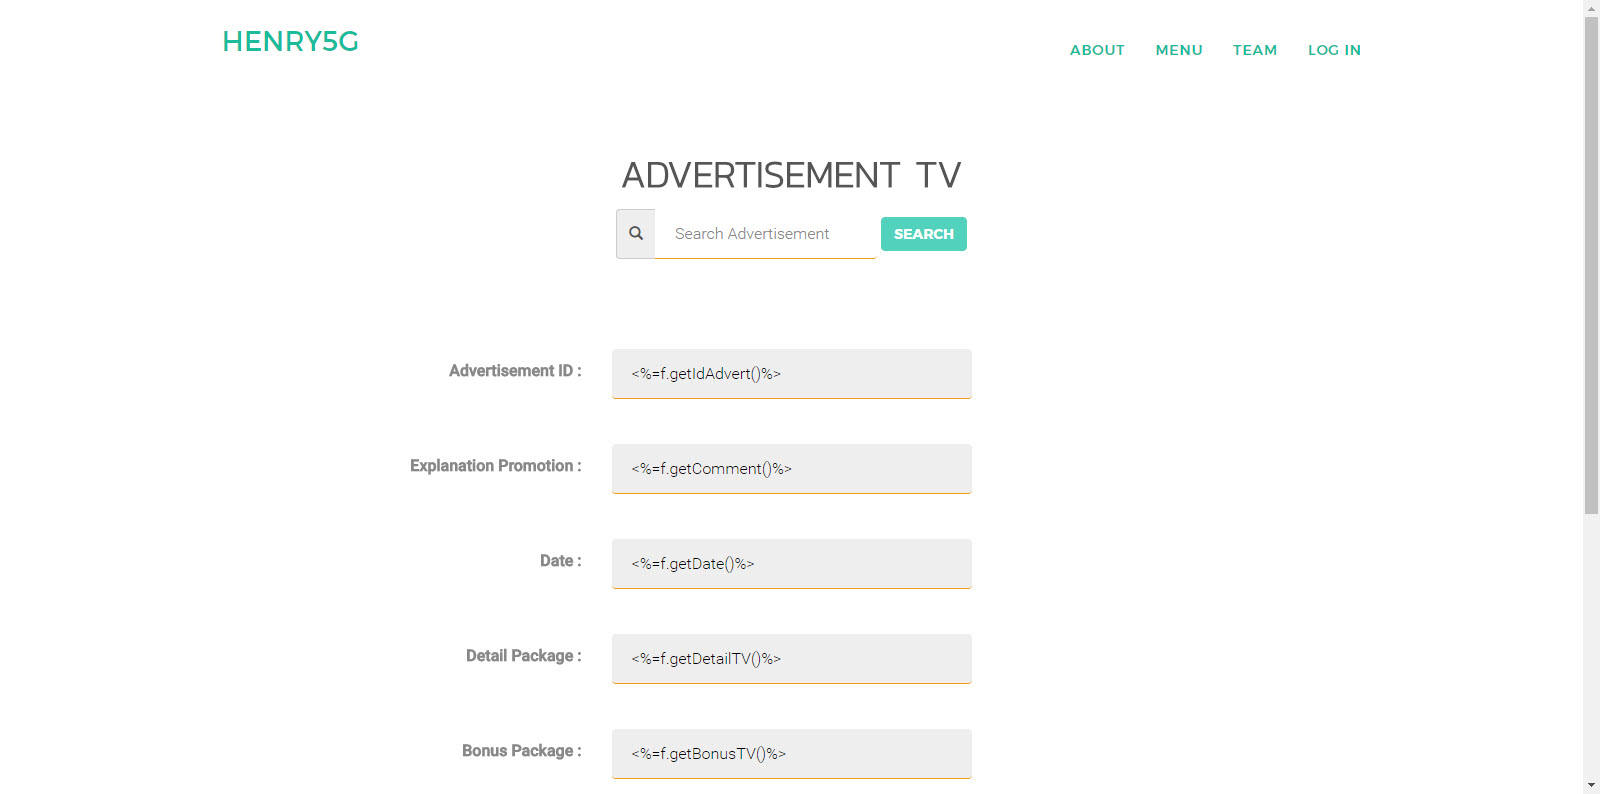 HENRY5G
ABOUT MENU TEAM LOG IN
ADVERTISEMENT TV
Search Advertisement SEARCH
Advertisement ID : <%=f.getIdAdvert()%>
Explanation Promotion : <%=f.getComment()%>
Date : <%=f.getDate()%>
Detail Package : <%=f.getDetailTV()%>
Bonus Package : <%=f.getBonusTV()%>